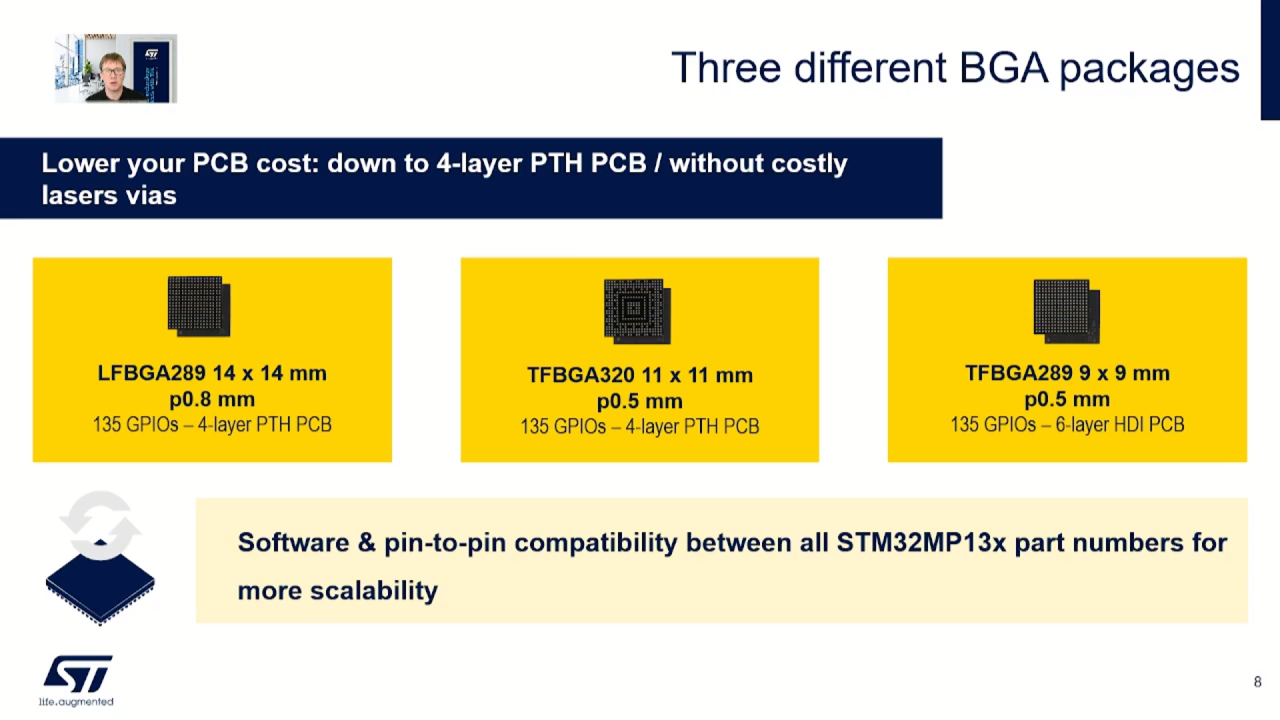 Three different BGA packages
Lower your PCB cost: down to 4-layer PTH PCB / without costly
lasers vias
LFBGA289 14 x 14 mm
p0.8 mm
135 GPIOs – 4-layer PTH PCB
TFBGA320 11 x 11 mm
p0.5 mm
135 GPIOs – 4-layer PTH PCB
TFBGA289 9 x 9 mm
p0.5 mm
135 GPIOs – 6-layer HDI PCB
Software & pin-to-pin compatibility between all STM32MP13x part numbers for
more scalability
ST
life.augmented
8